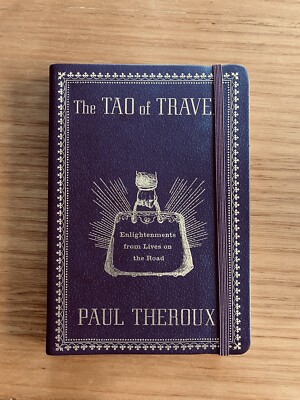 The TAO of TRAVE
Enlightenments
from Lives on
the Road
PAUL THEROUX